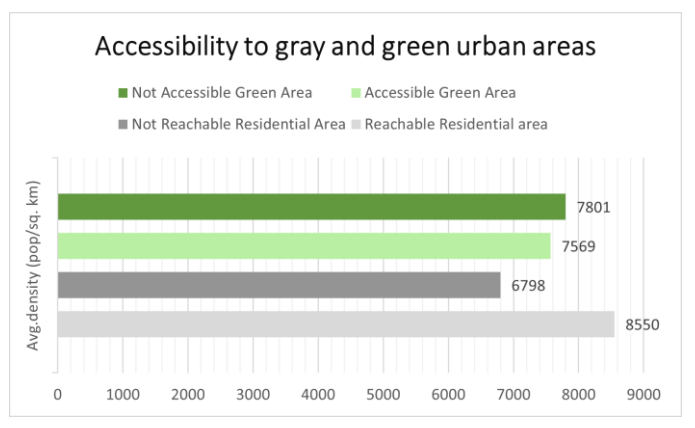 Accessibility to gray and green urban areas
Not Accessible Green Area Accessible Green Area
Not Reachable Residential Area Reachable Residential area
Avg.density (pop/sq. km)
7801
7569
6798
8550
0 1000 2000 3000 4000 5000 6000 7000 8000 9000